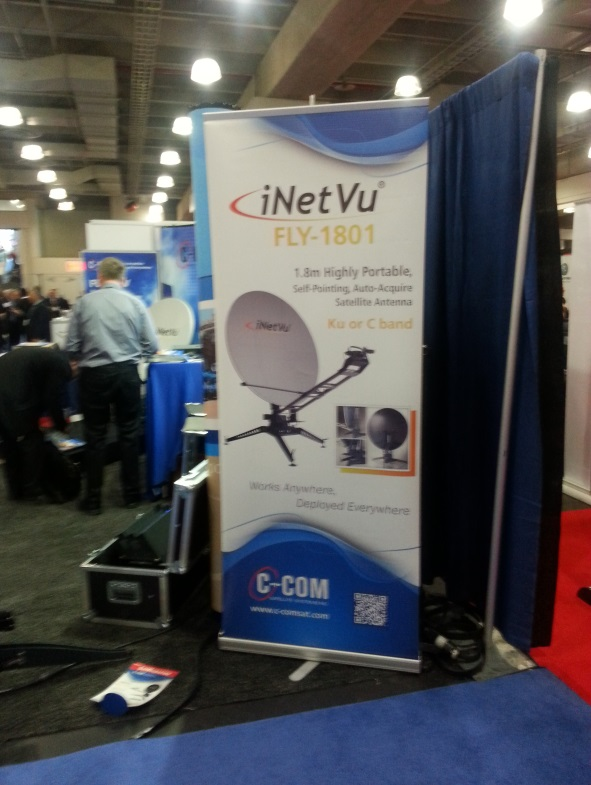 iNetVu®
FLY-1801
1.8m Highly Portable,
Self-Pointing, Auto-Acquire
Satellite Antenna
Ku or C band
iNetVu
Works Anywhere,
Deployed Everywhere
C-COM
www.c-comsat.com
iNetVu